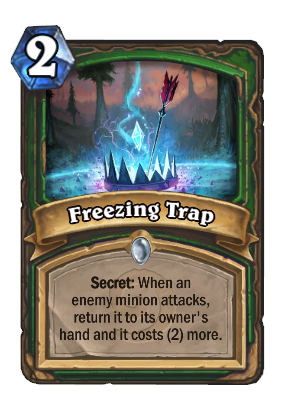 2
Freezing Trap
Secret: When an
enemy minion attacks,
return it to its owner's
hand and it costs (2) more.